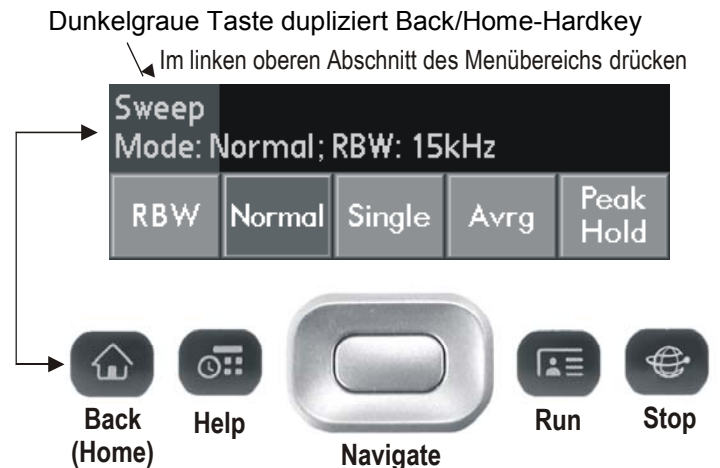 Dunkelgraue Taste dupliziert Back/Home-Hardkey
Im linken oberen Abschnitt des Menübereichs drücken
Sweep
Mode: Normal; RBW: 15kHz
RBW Normal Single Avrg Peak Hold
Back (Home) Help Navigate Run Stop